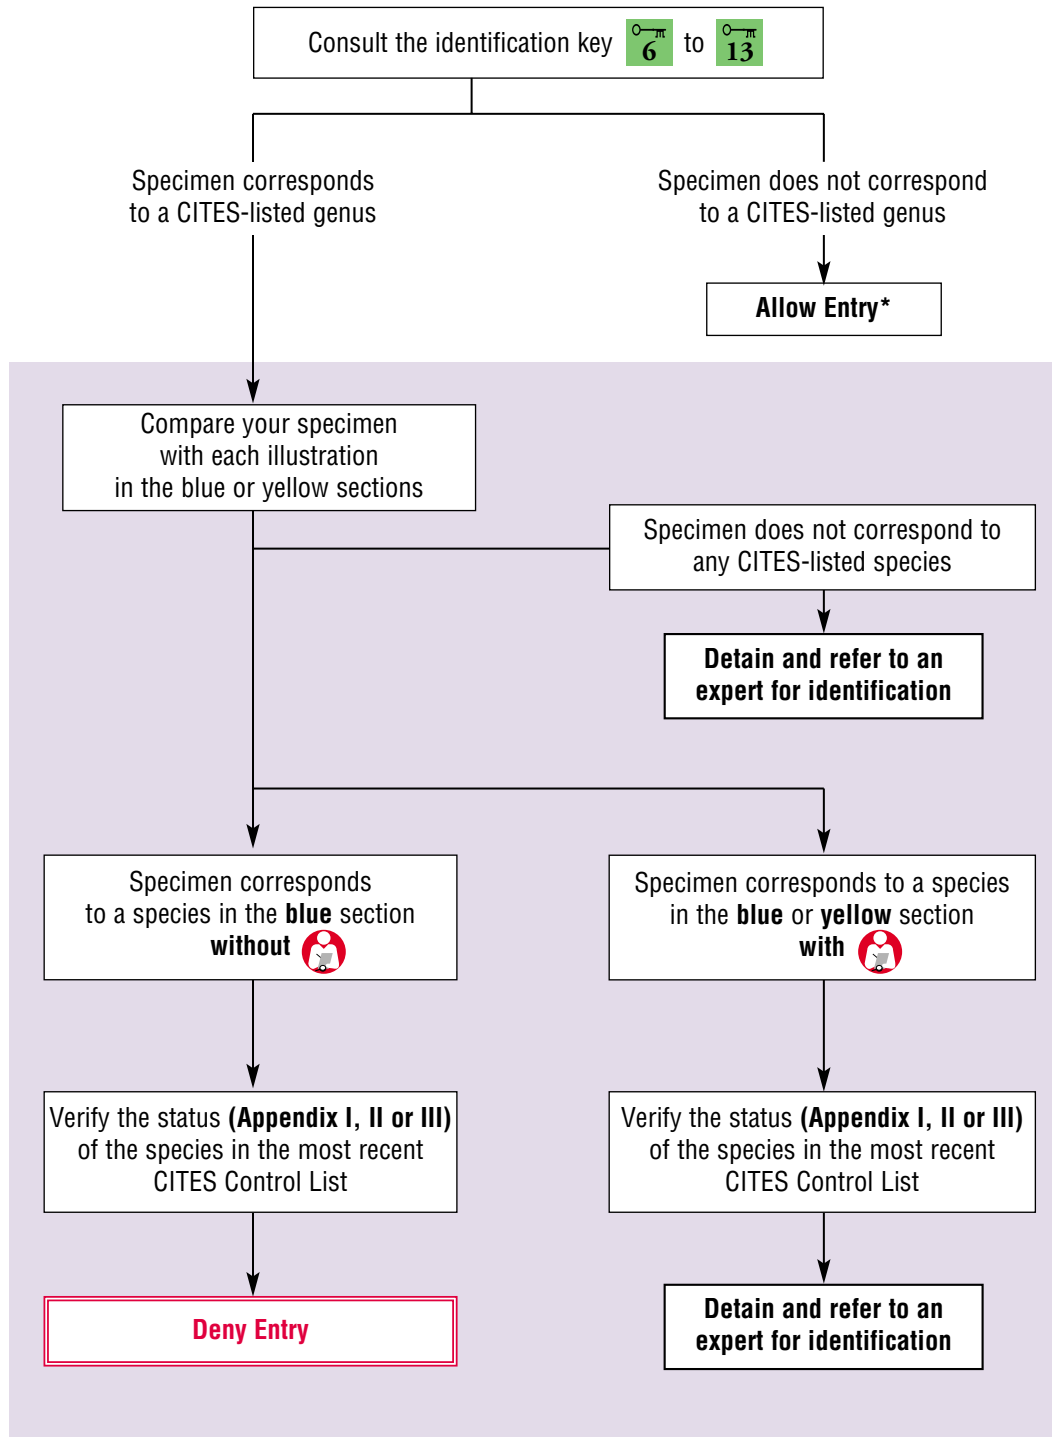 Consult the identification key 6 to 13
Specimen corresponds
to a CITES-listed genus
Specimen does not correspond
to a CITES-listed genus
Allow Entry*
Compare your specimen
with each illustration
in the blue or yellow sections
Specimen does not correspond to
any CITES-listed species
Detain and refer to an
expert for identification
Specimen corresponds
to a species in the blue section
without
Specimen corresponds to a species
in the blue or yellow section
with
Verify the status (Appendix I, II or III)
of the species in the most recent
CITES Control List
Verify the status (Appendix I, II or III)
of the species in the most recent
CITES Control List
Deny Entry
Detain and refer to an
expert for identification